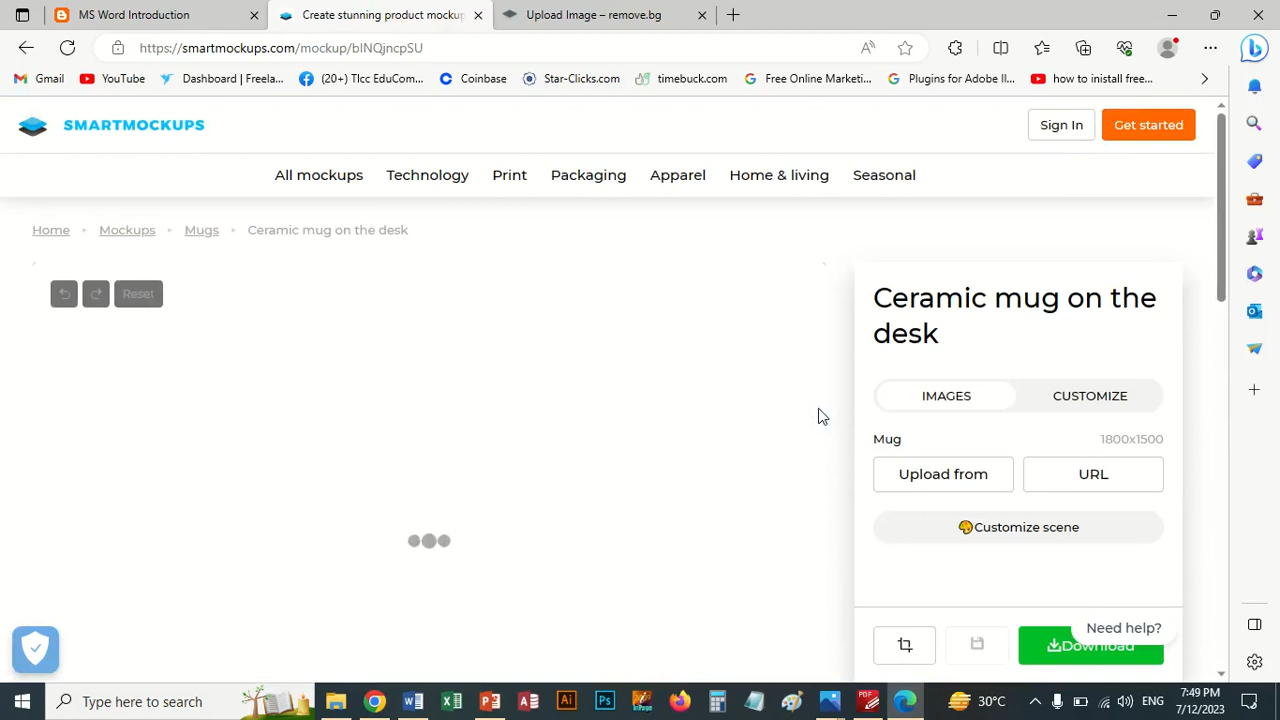 MS Word Introduction
Create stunning product mockup
Upload Image – remove.bg
https://smartmockups.com/mockup/blNQjncpSU
Gmail
YouTube
Dashboard | Freela...
(20+) Tlcc EduCom...
Coinbase
Star-Clicks.com
timebuck.com
Free Online Marketi...
Plugins for Adobe Il...
how to inistall free...
SMARTMOCKUPS
Sign In
Get started
All mockups
Technology
Print
Packaging
Apparel
Home & living
Seasonal
Home
Mockups
Mugs
Ceramic mug on the desk
Reset
Ceramic mug on the
desk
IMAGES
CUSTOMIZE
Mug
1800x1500
Upload from
URL
Customize scene
Need help?
Download
Type here to search
30°C
ENG
7:49 PM
7/12/2023